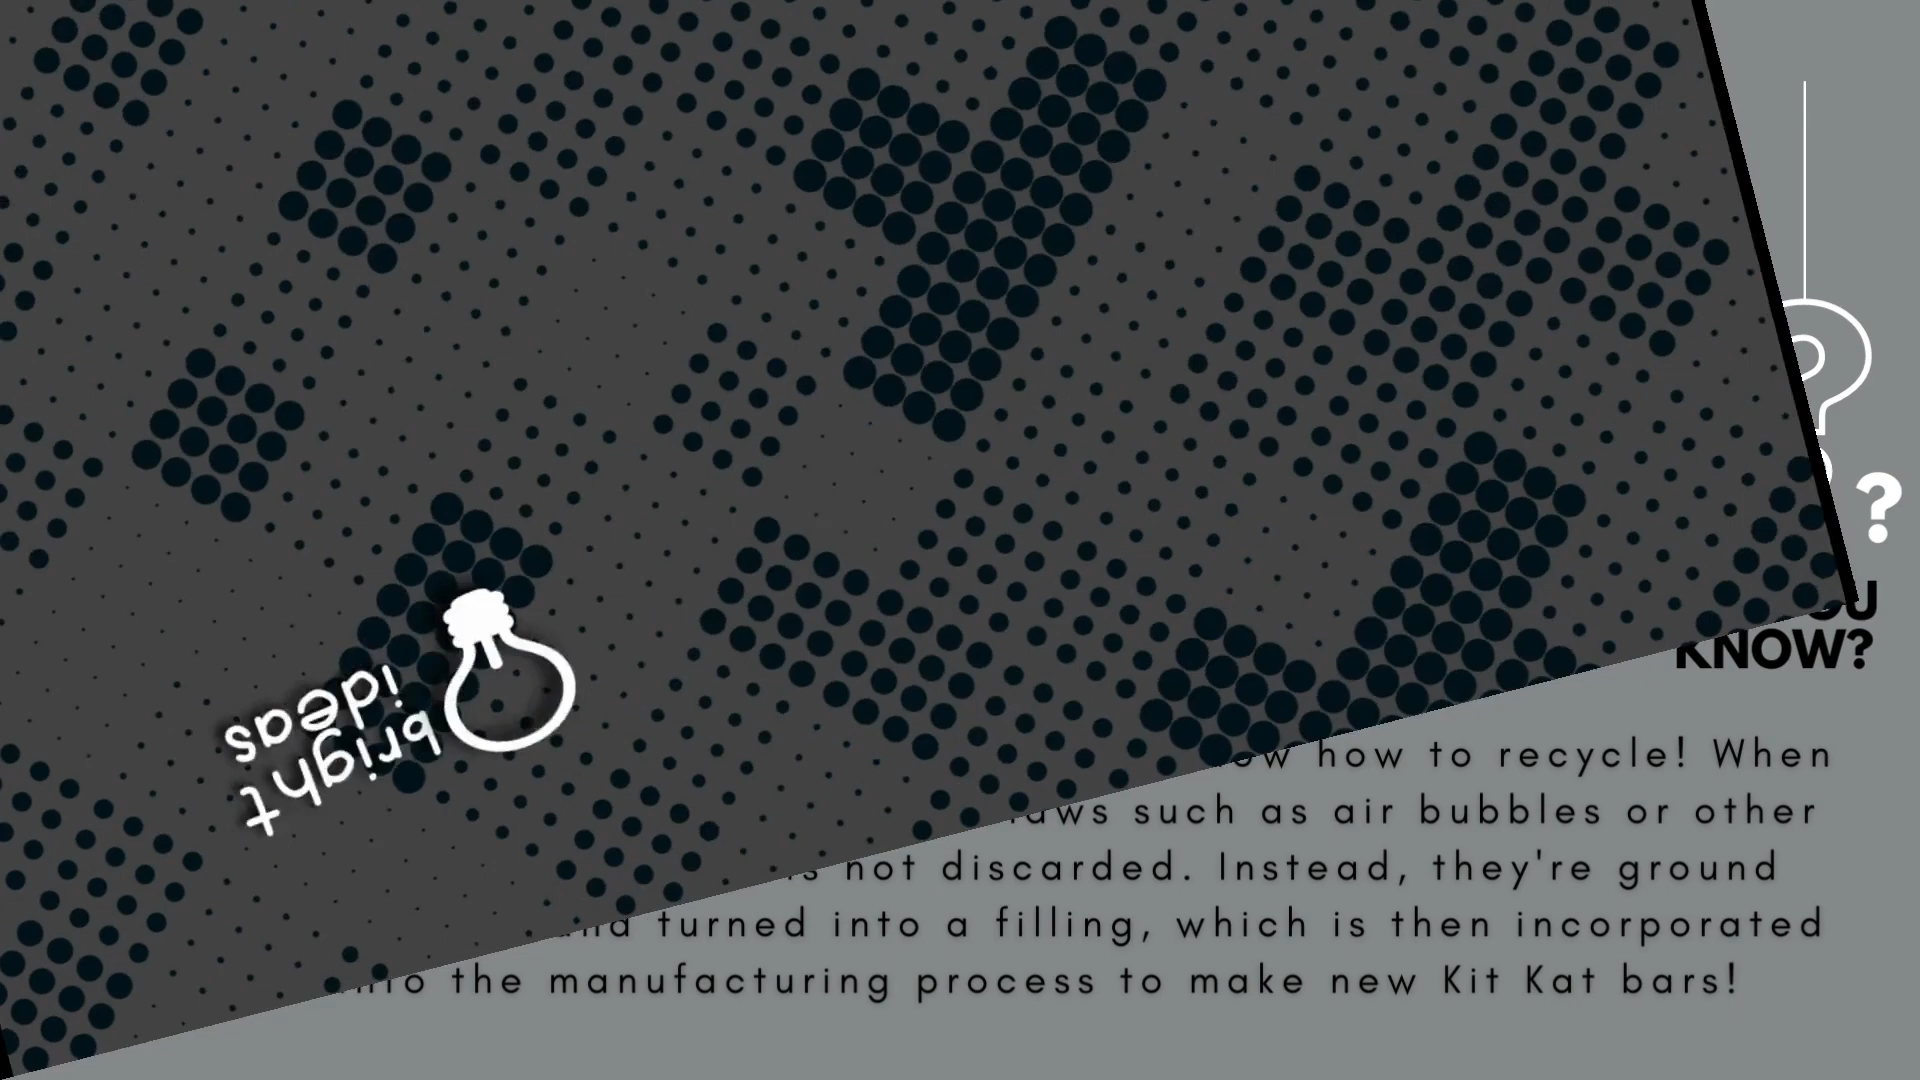 ?
KNOW?
bright
ideas
how to recycle! When
such as air bubbles or other
not discarded. Instead, they're ground
turned into a filling, which is then incorporated
the manufacturing process to make new Kit Kat bars!